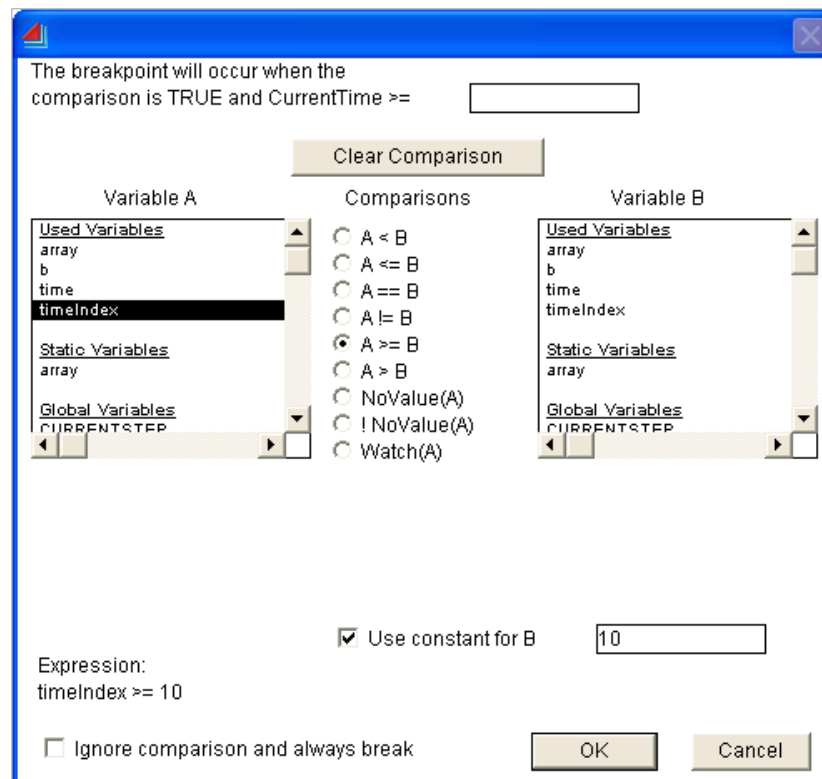 The breakpoint will occur when the
comparison is TRUE and CurrentTime >=
Clear Comparison
Variable A
Comparisons
Variable B
Used Variables
array
b
time
timeIndex
Static Variables
array
Global Variables
CURRENTSTEP
A < B
A <= B
A == B
A != B
A >= B
A > B
NoValue(A)
! NoValue(A)
Watch(A)
Used Variables
array
b
time
timeIndex
Static Variables
array
Global Variables
CURRENTSTEP
Use constant for B
10
Expression:
timeIndex >= 10
Ignore comparison and always break
OK
Cancel